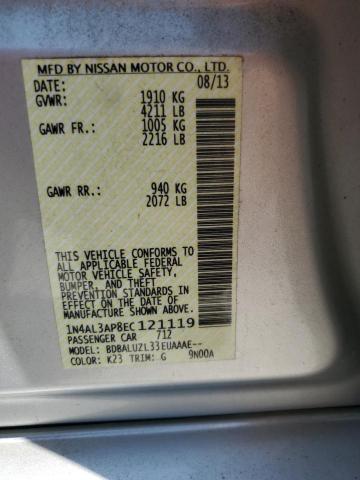 MFD BY NISSAN MOTOR CO., LTD.
DATE: 08/13
GVWR: 1910 KG
4211 LB
GAWR FR.: 1005 KG
2216 LB
GAWR RR.: 940 KG
2072 LB
THIS VEHICLE CONFORMS TO
ALL APPLICABLE FEDERAL
MOTOR VEHICLE SAFETY,
BUMPER, AND THEFT
PREVENTION STANDARDS IN
EFFECT ON THE DATE OF
MANUFACTURE SHOWN ABOVE.
1N4AL3AP8EC121119
PASSENGER CAR 712
MODEL: BDBALUZL33EUAAAE--
COLOR: K23 TRIM: G 9N00A